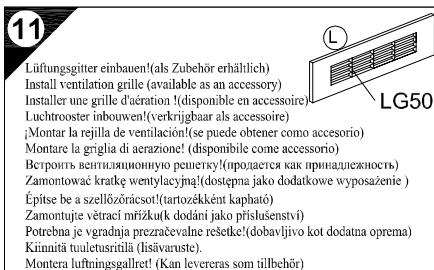 11
L
LG50
Lüftungsgitter einbauen!(als Zubehör erhältlich)
Install ventilation grille (available as an accessory)
Installer une grille d'aération !(disponible en accessoire)
Luchtrooster inbouwen!(verkrijgbaar als accessoire)
¡Montar la rejilla de ventilación!(se puede obtener como accesorio)
Montare la griglia di aerazione! (disponibile come accessorio)
Встроить вентиляционную решетку!(продается как принадлежность)
Zamontować kratkę wentylacyjną!(dostępna jako dodatkowe wyposażenie )
Építse be a szellőzőrácsot!(tartozékként kapható)
Zamontujte větrací mřížku(k dodání jako příslušenství)
Potrebna je vgradnja prezračevalne rešetke!(dobavljivo kot dodatna oprema)
Kiinnitä tuuletusritilä (lisävaruste).
Montera luftningsgallret! (Kan levereras som tillbehör)